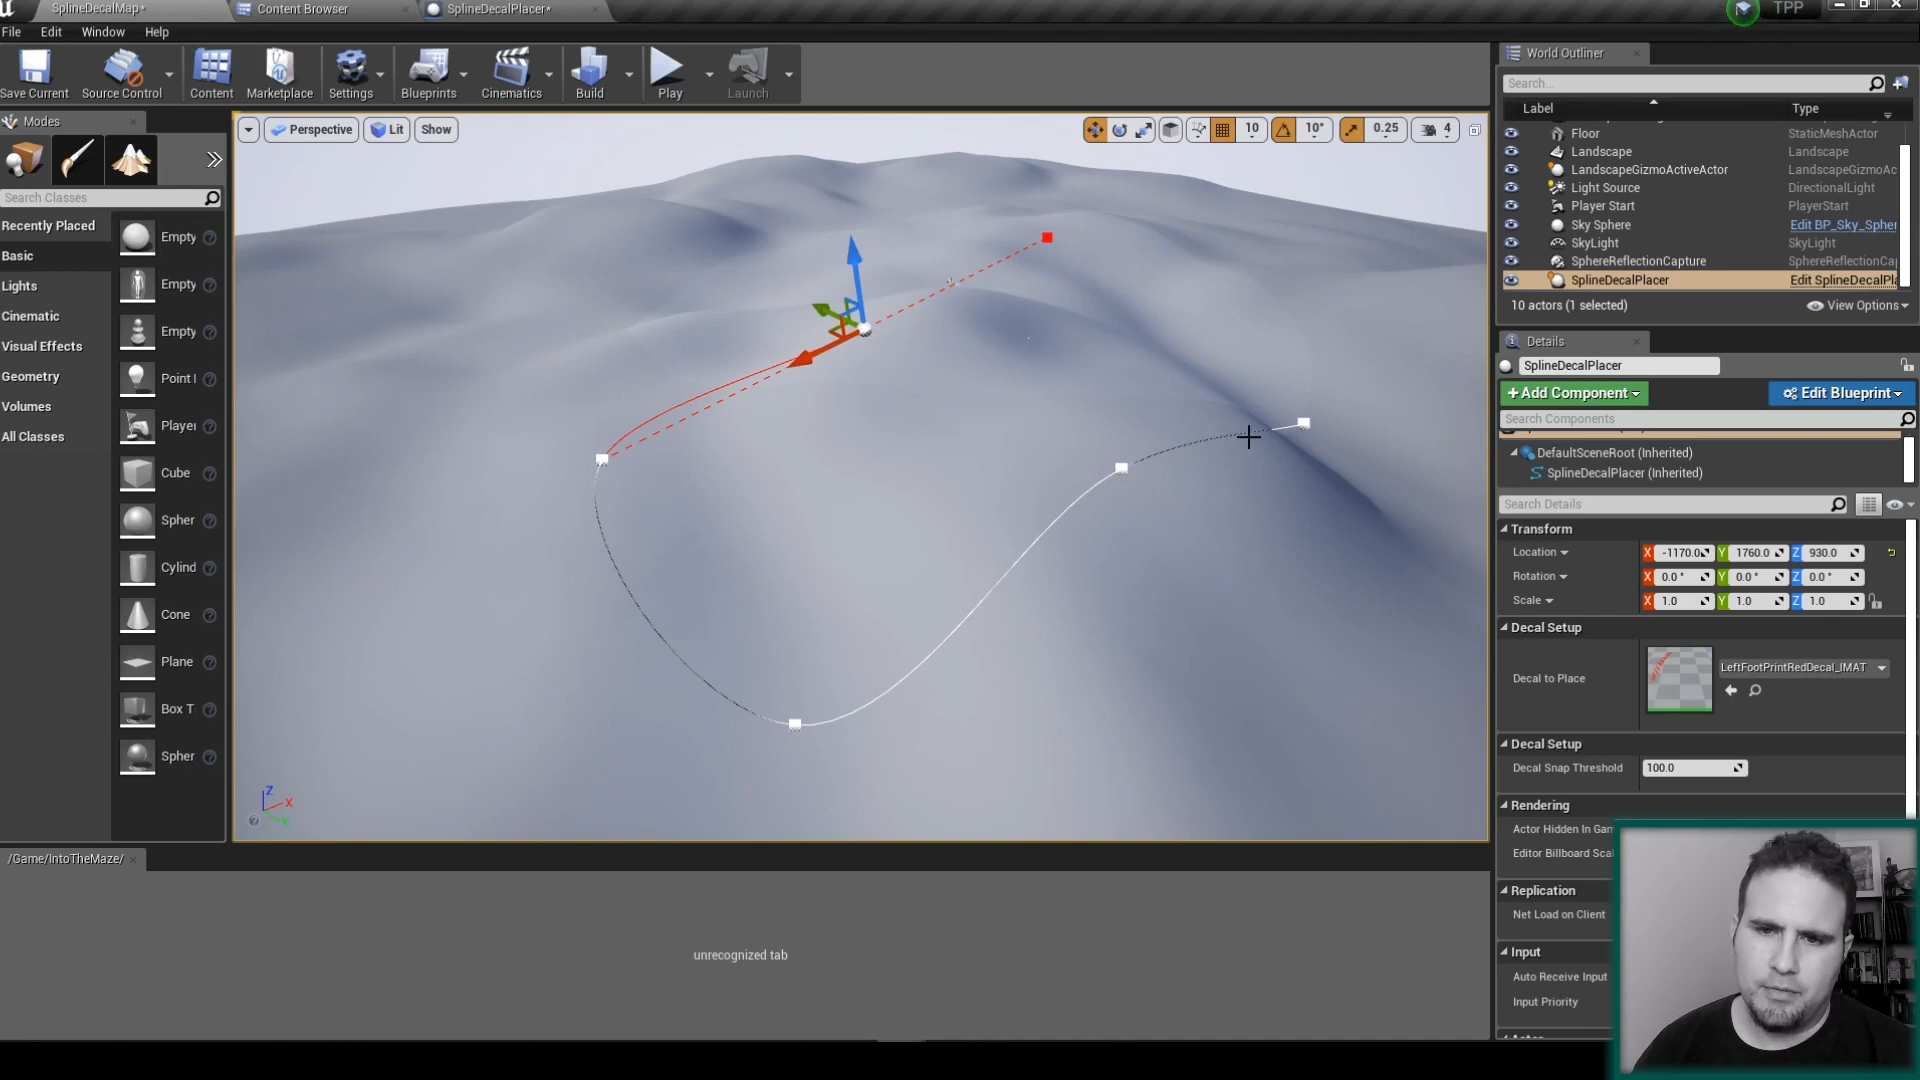 SplineDecalMap*
Content Browser
SplineDecalPlacer*
TPP
File Edit Window Help
Save Current
Source Control
Content
Marketplace
Settings
Blueprints
Cinematics
Build
Play
Launch
World Outliner
Search...
Label Type
Floor StaticMeshActor
Landscape Landscape
LandscapeGizmoActiveActor LandscapeGizmoAc
Light Source DirectionalLight
Player Start PlayerStart
Sky Sphere Edit BP_Sky_Spher
SkyLight SkyLight
SphereReflectionCapture SphereReflectionCa
SplineDecalPlacer Edit SplineDecalPla
10 actors (1 selected) View Options
Modes
Search Classes
Recently Placed
Basic
Lights
Cinematic
Visual Effects
Geometry
Volumes
All Classes
Empty
Empty
Empty
Point l
Player
Cube
Spher
Cylind
Cone
Plane
Box T
Spher
Perspective Lit Show
10 10° 0.25 4
Z X Y
Details
SplineDecalPlacer
+Add Component
Edit Blueprint
Search Components
DefaultSceneRoot (Inherited)
SplineDecalPlacer (Inherited)
Search Details
Transform
Location X -1170.0 Y 1760.0 Z 930.0
Rotation X 0.0° Y 0.0° Z 0.0°
Scale X 1.0 Y 1.0 Z 1.0
Decal Setup
Decal to Place LeftFootPrintRedDecal_IMAT
Decal Setup
Decal Snap Threshold 100.0
Rendering
Actor Hidden In Gam
Editor Billboard Scal
Replication
Net Load on Client
Input
Auto Receive Input
Input Priority
/Game/IntoTheMaze/
unrecognized tab